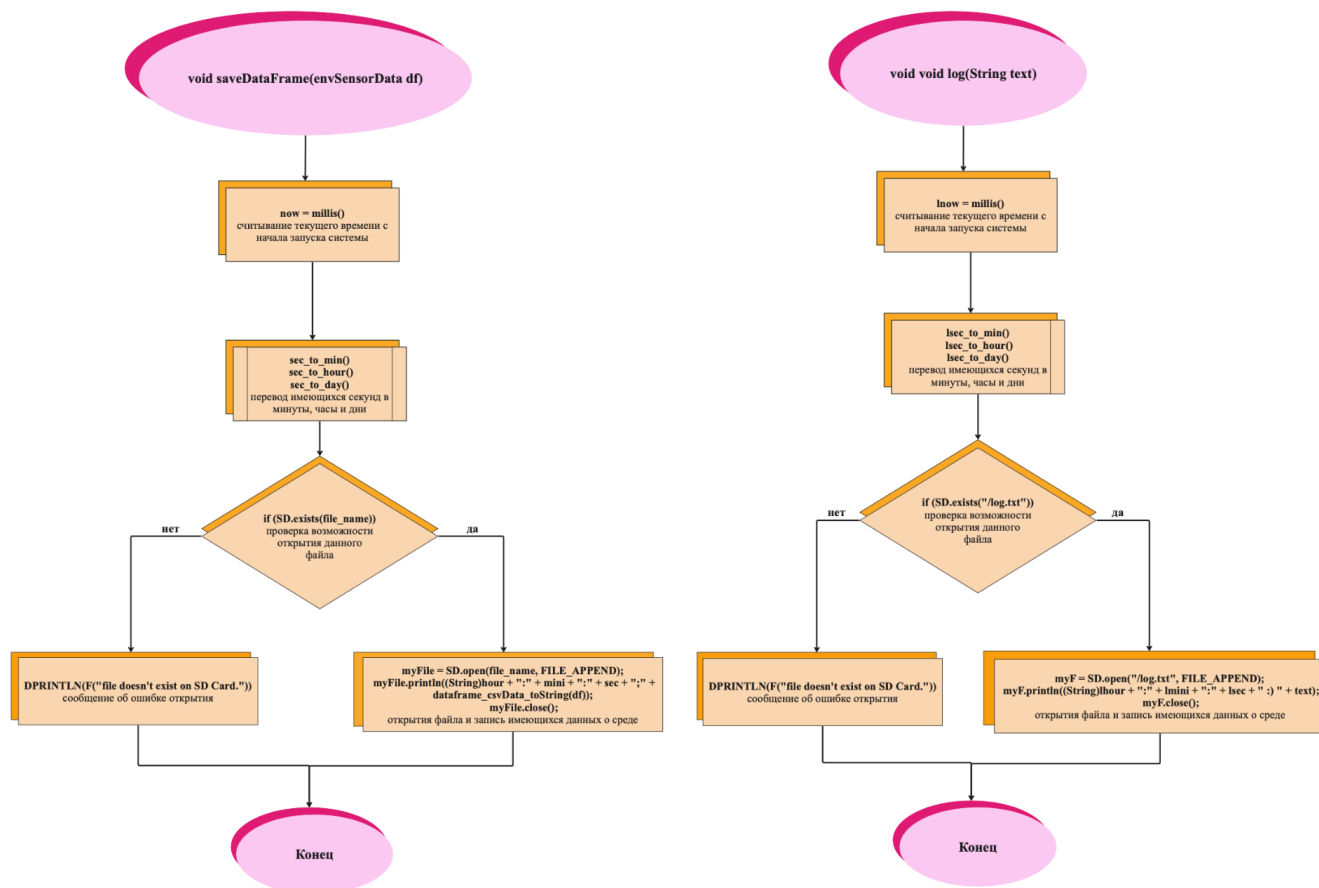 void saveDataFrame(envSensorData df)
now = millis()
считывание текущего времени с
начала запуска системы
sec_to_min()
sec_to_hour()
sec_to_day()
перевод имеющихся секунд в
минуты, часы и дни
if (SD.exists(file_name))
проверка возможности
открытия данного
файла
нет
да
DPRINTLN(F("file doesn't exist on SD Card."))
сообщение об ошибке открытия
myFile = SD.open(file_name, FILE_APPEND);
myFile.println((String)hour + ":" + mini + ":" + sec + ";" +
dataframe_csvData_toString(df));
myFile.close();
открытия файла и запись имеющихся данных о среде
Конец
void void log(String text)
lnow = millis()
считывание текущего времени с
начала запуска системы
lsec_to_min()
lsec_to_hour()
lsec_to_day()
перевод имеющихся секунд в
минуты, часы и дни
if (SD.exists("/log.txt"))
проверка возможности
открытия данного
файла
нет
да
DPRINTLN(F("file doesn't exist on SD Card."))
сообщение об ошибке открытия
myF = SD.open("/log.txt", FILE_APPEND);
myF.println((String)lhour + ":" + lmini + ":" + lsec + " :) " + text);
myF.close();
открытия файла и запись имеющихся данных о среде
Конец